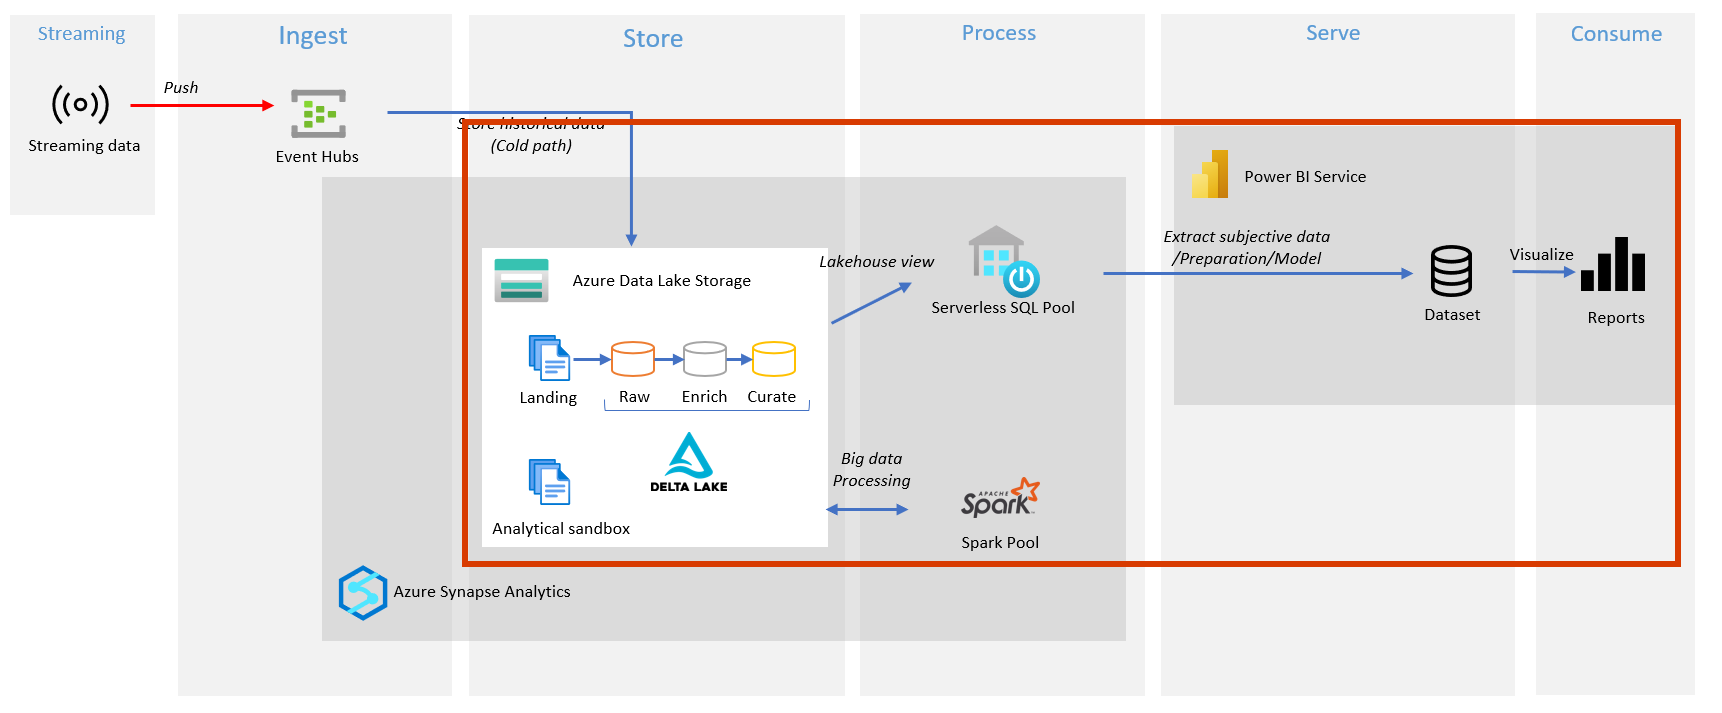 Streaming
Ingest
Store
Process
Serve
Consume
Push
Streaming data
Event Hubs
Store historical data
(Cold path)
Power BI Service
Azure Data Lake Storage
Lakehouse view
Serverless SQL Pool
Extract subjective data
/Preparation/Model
Dataset
Visualize
Reports
Landing
Raw
Enrich
Curate
DELTA LAKE
Analytical sandbox
Big data
Processing
APACHE
Spark
Spark Pool
Azure Synapse Analytics